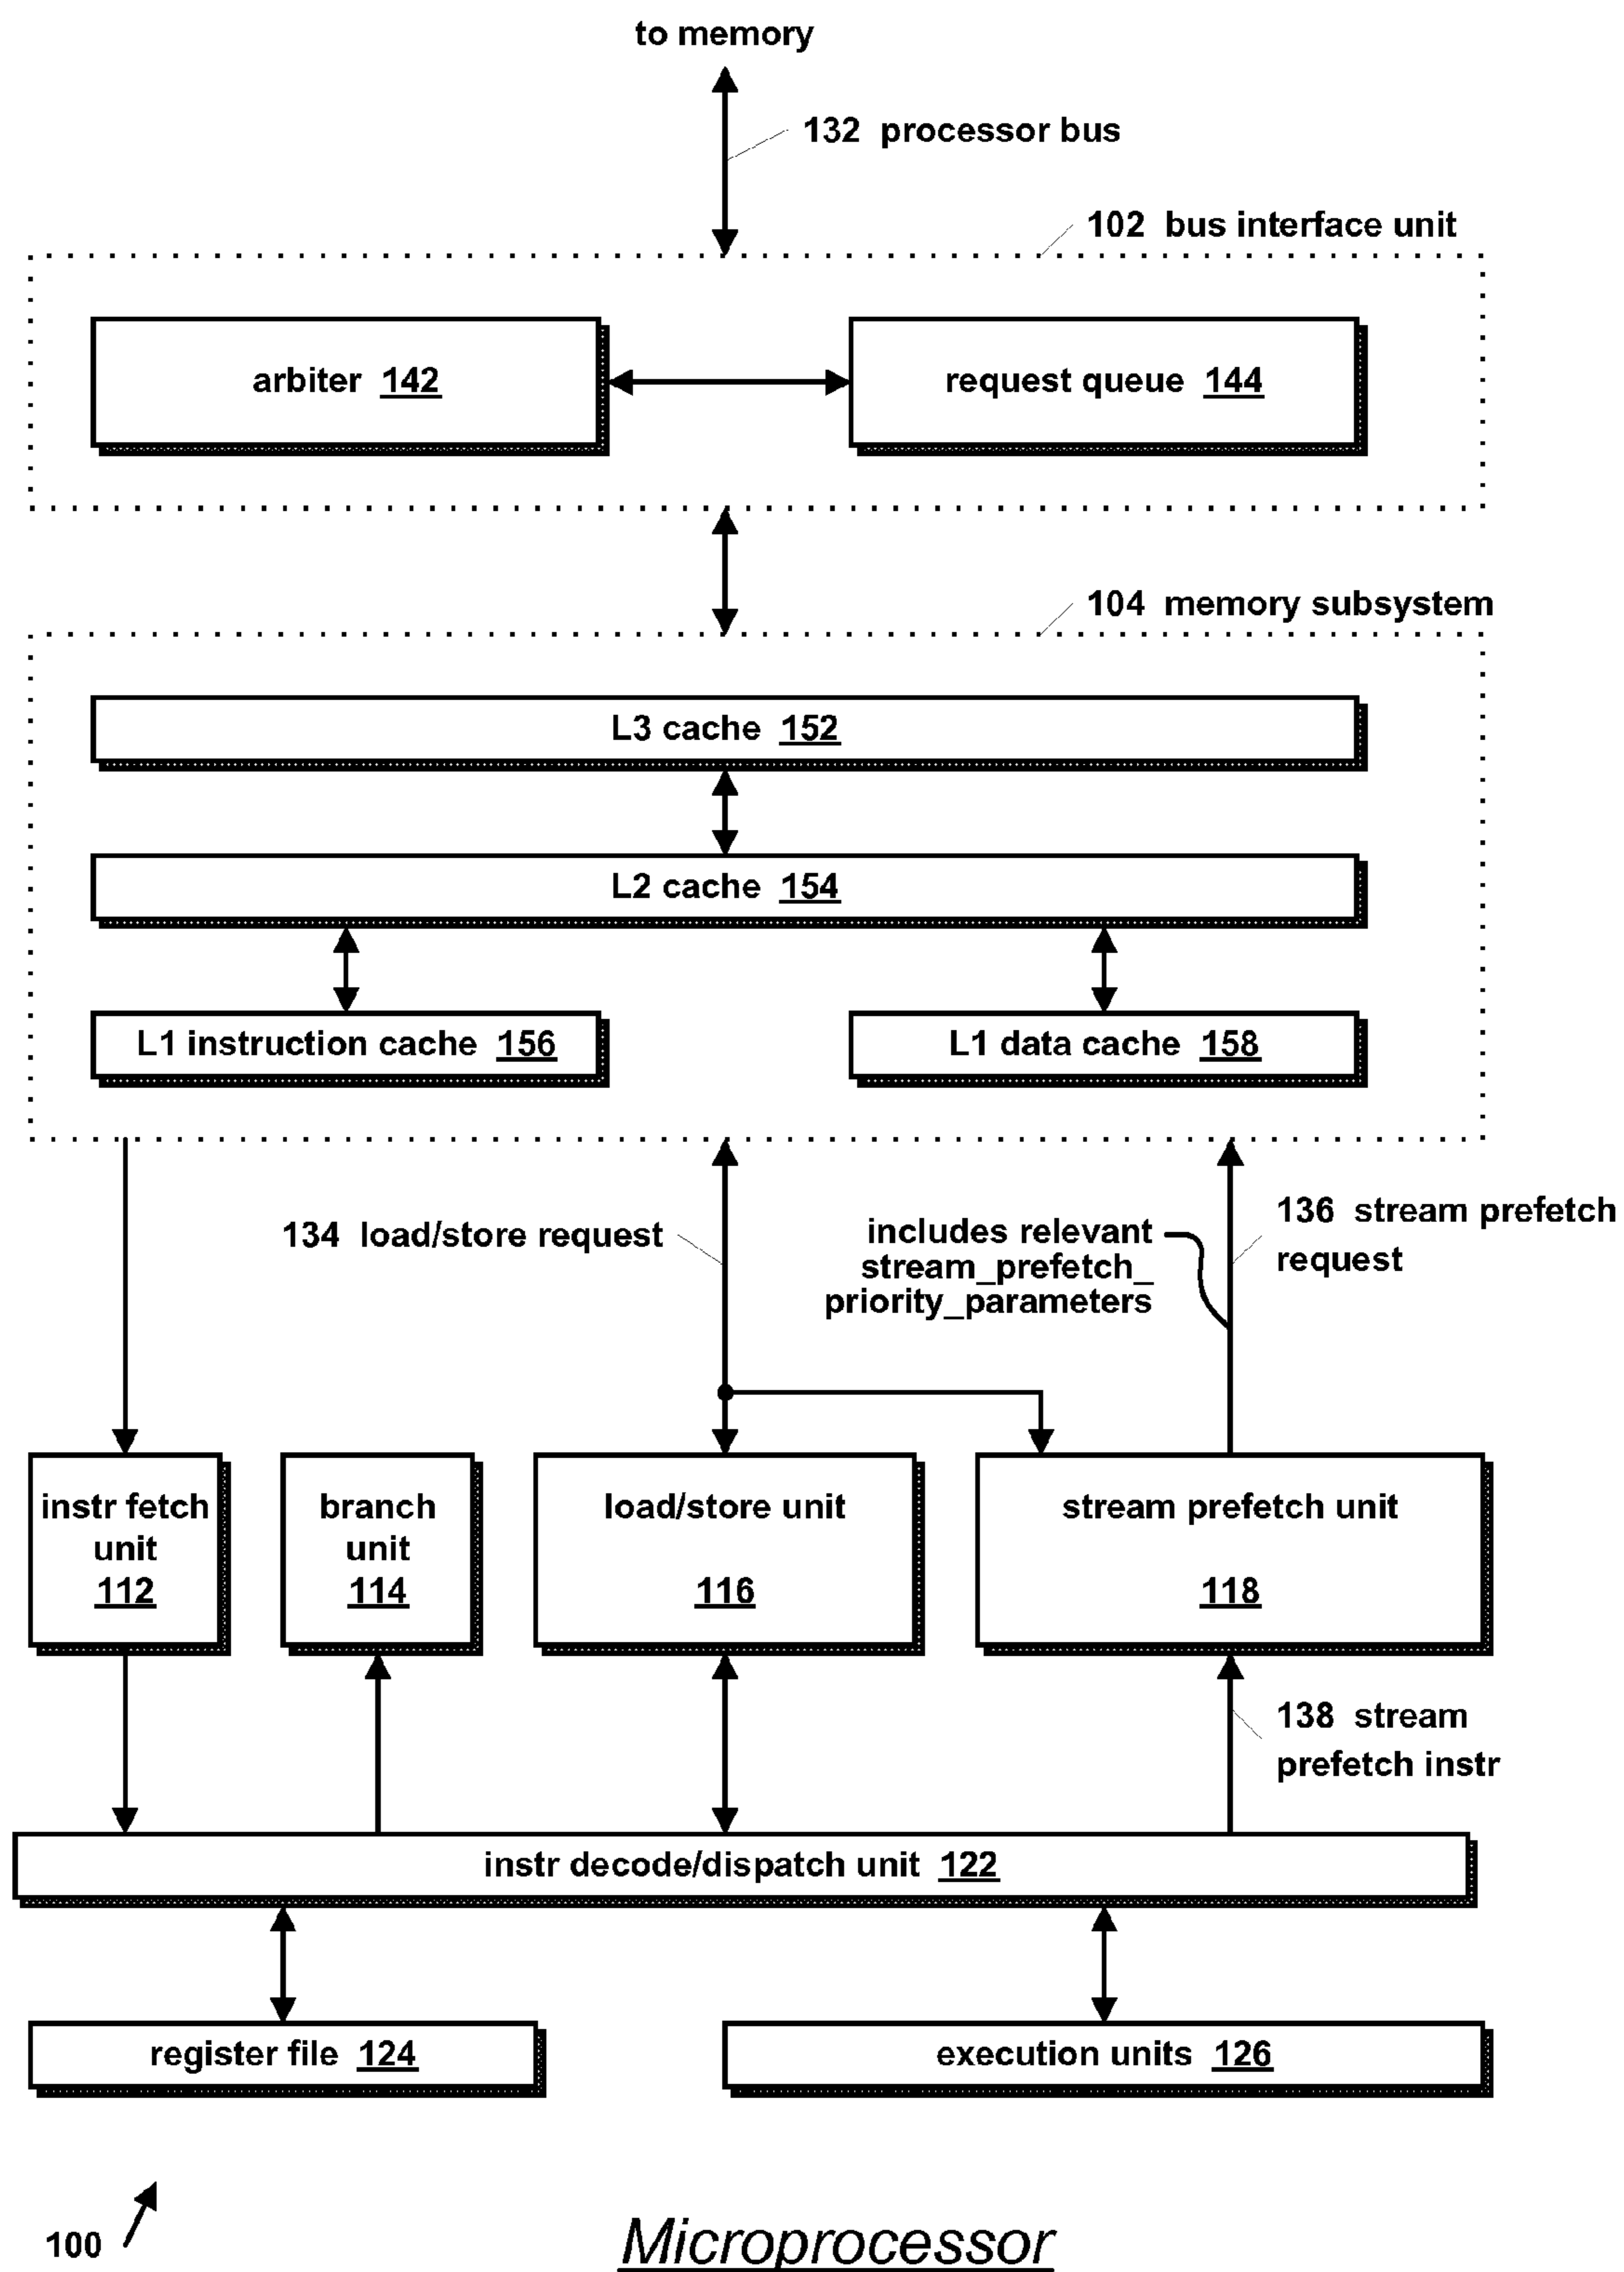 to memory
132 processor bus
102 bus interface unit
arbiter 142
request queue 144
104 memory subsystem
L3 cache 152
L2 cache 154
L1 instruction cache 156
L1 data cache 158
134 load/store request
includes relevant
stream_prefetch_
priority_parameters
136 stream prefetch
request
instr fetch
unit
112
branch
unit
114
load/store unit
116
stream prefetch unit
118
138 stream
prefetch instr
instr decode/dispatch unit 122
register file 124
execution units 126
100
Microprocessor